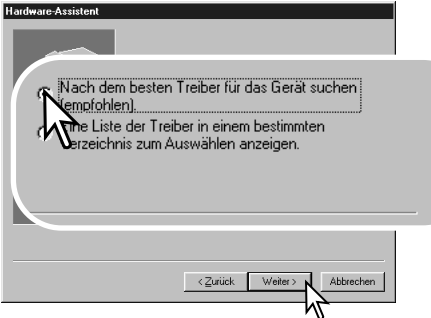 Hardware-Assistent
Nach dem besten Treiber für das Gerät suchen
(empfohlen).
Liste der Treiber in einem bestimmten
Verzeichnis zum Auswählen anzeigen.
< Zurück
Weiter >
Abbrechen